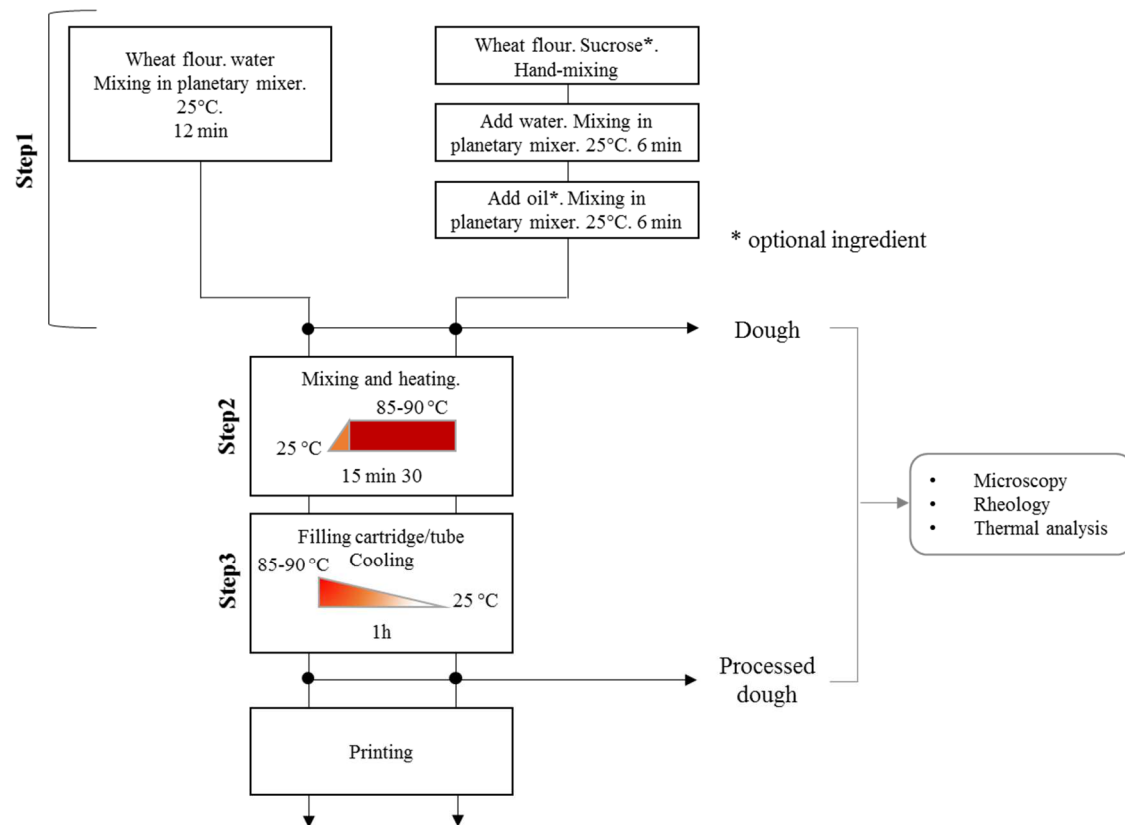 Step1
Wheat flour. water
Mixing in planetary mixer.
25°C.
12 min
Wheat flour. Sucrose*.
Hand-mixing
Add water. Mixing in
planetary mixer. 25°C. 6 min
Add oil*. Mixing in
planetary mixer. 25°C. 6 min
* optional ingredient
Dough
Step2
Mixing and heating.
85-90 °C
25 °C
15 min 30
Step3
Filling cartridge/tube
Cooling
85-90 °C
25 °C
1h
• Microscopy
• Rheology
• Thermal analysis
Processed
dough
Printing